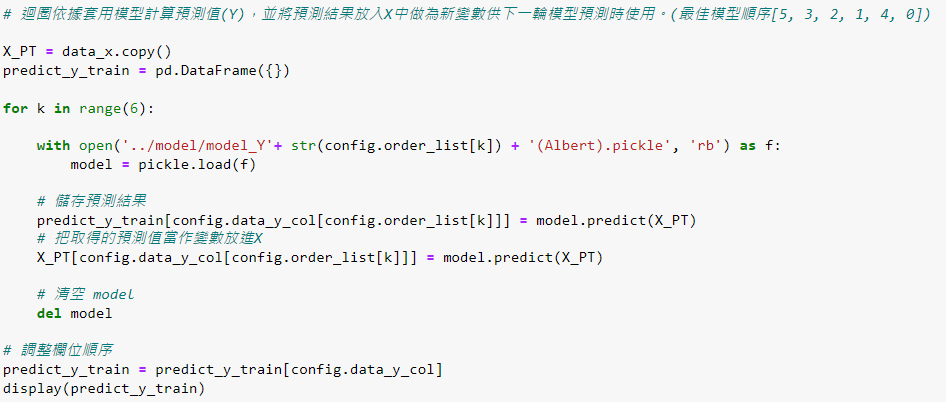 # 迴圈依據套用模型計算預測值(Y)，並將預測結果放入X中做為新變數供下一輪模型預測時使用。(最佳模型順序[5, 3, 2, 1, 4, 0])
X_PT = data_x.copy()
predict_y_train = pd.DataFrame({})
for k in range(6):
    with open('../model/model_Y'+ str(config.order_list[k]) + '(Albert).pickle', 'rb') as f:
        model = pickle.load(f)
    # 儲存預測結果
    predict_y_train[config.data_y_col[config.order_list[k]]] = model.predict(X_PT)
    # 把取得的預測值當作變數放進X
    X_PT[config.data_y_col[config.order_list[k]]] = model.predict(X_PT)
    # 清空 model
    del model
# 調整欄位順序
predict_y_train = predict_y_train[config.data_y_col]
display(predict_y_train)